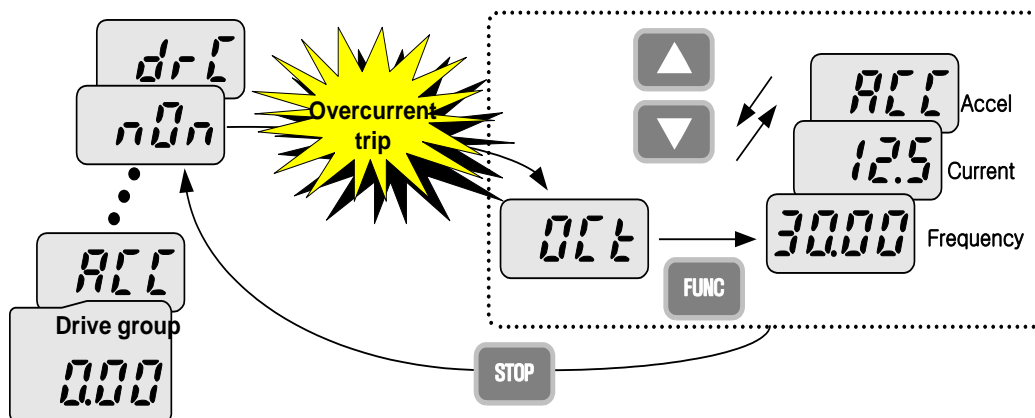 drC
nOn
ACC
Drive group
0.00
Overcurrent
trip
OCt
FUNC
STOP
ACC
Accel
12.5
Current
30.00
Frequency